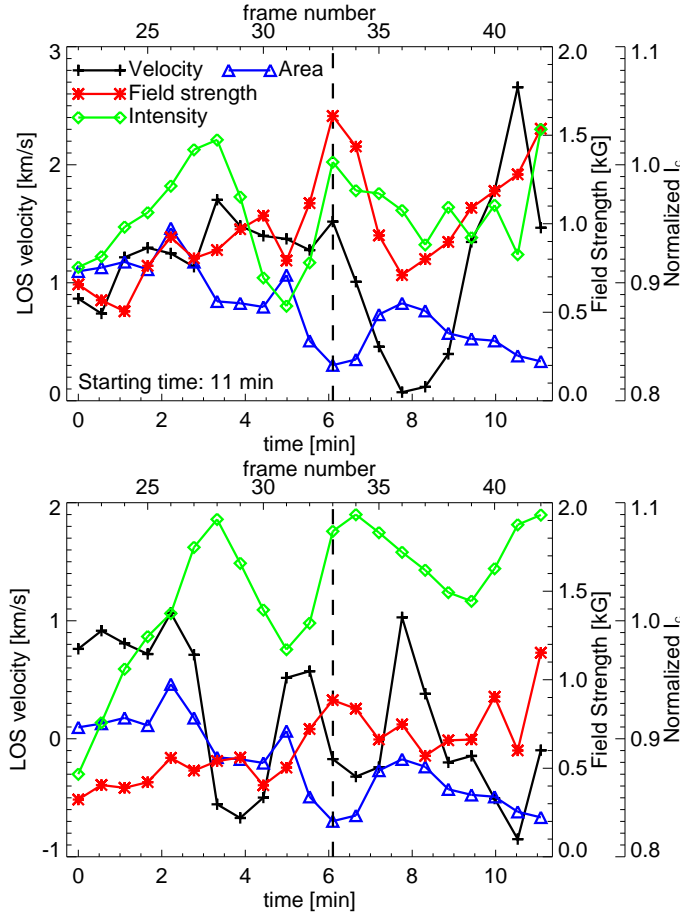 frame number
25 30 35 40
3 2.0 1.1
Velocity Area
Field strength
Intensity
1.5
2 1.0
LOS velocity [km/s]
1.0
Field Strength [kG]
Normalized I_c
1 0.9
0.5
Starting time: 11 min
0 0.0 0.8
0 2 4 6 8 10
time [min]
frame number
25 30 35 40
2 2.0 1.1
1.5
1 1.0
LOS velocity [km/s]
1.0
Field Strength [kG]
Normalized I_c
0 0.9
0.5
-1 0.0 0.8
0 2 4 6 8 10
time [min]